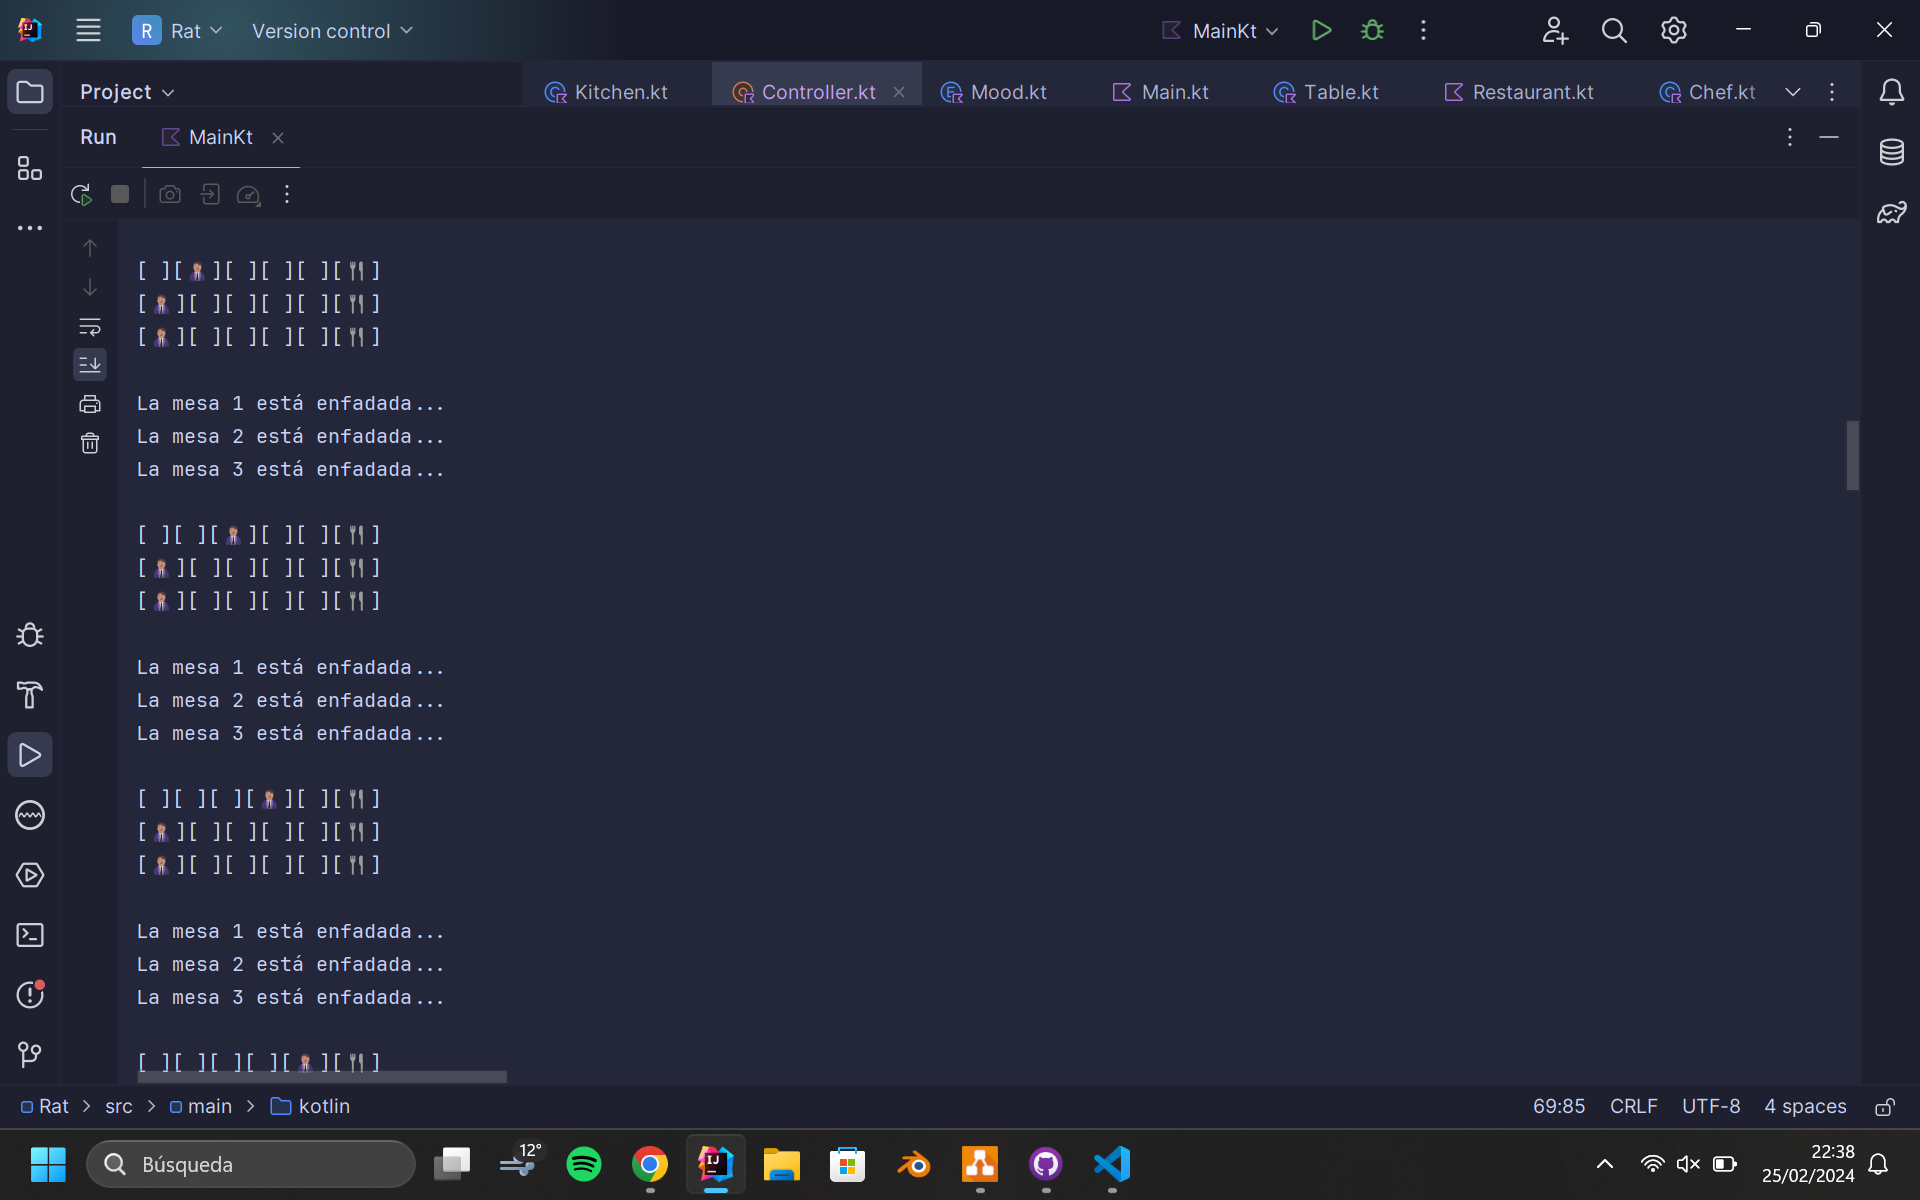 R Rat Version control MainKt
Project Kitchen.kt Controller.kt Mood.kt Main.kt Table.kt Restaurant.kt Chef.kt
Run MainKt
[ ][🤵🏽][ ][ ][ ][🍴]
[🤵🏽][ ][ ][ ][ ][🍴]
[🤵🏽][ ][ ][ ][ ][🍴]
La mesa 1 está enfadada...
La mesa 2 está enfadada...
La mesa 3 está enfadada...
[ ][ ][🤵🏽][ ][ ][🍴]
[🤵🏽][ ][ ][ ][ ][🍴]
[🤵🏽][ ][ ][ ][ ][🍴]
La mesa 1 está enfadada...
La mesa 2 está enfadada...
La mesa 3 está enfadada...
[ ][ ][ ][🤵🏽][ ][🍴]
[🤵🏽][ ][ ][ ][ ][🍴]
[🤵🏽][ ][ ][ ][ ][🍴]
La mesa 1 está enfadada...
La mesa 2 está enfadada...
La mesa 3 está enfadada...
[ ][ ][ ][ ][🤵🏽][🍴]
Rat > src > main > kotlin 69:85 CRLF UTF-8 4 spaces
Búsqueda 12° IJ 22:38
25/02/2024